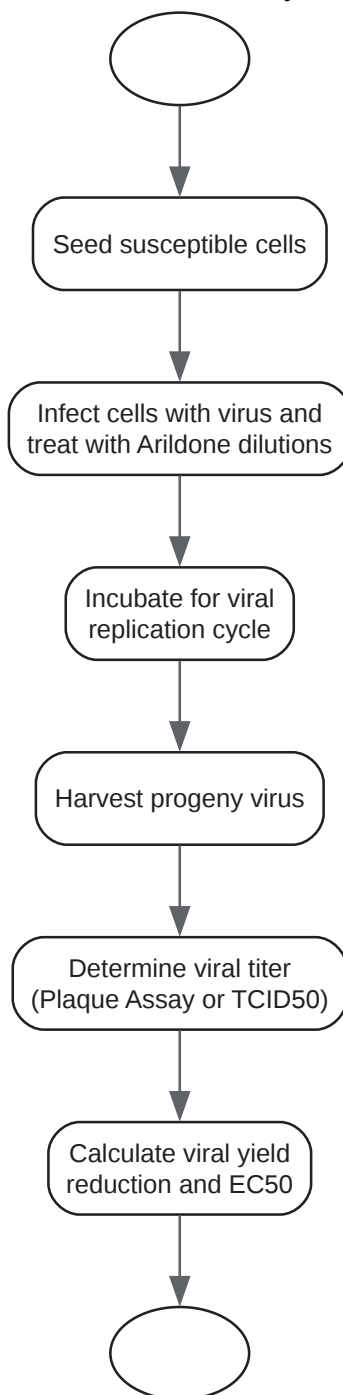 Seed susceptible cells
Infect cells with virus and
treat with Arildone dilutions
Incubate for viral
replication cycle
Harvest progeny virus
Determine viral titer
(Plaque Assay or TCID50)
Calculate viral yield
reduction and EC50